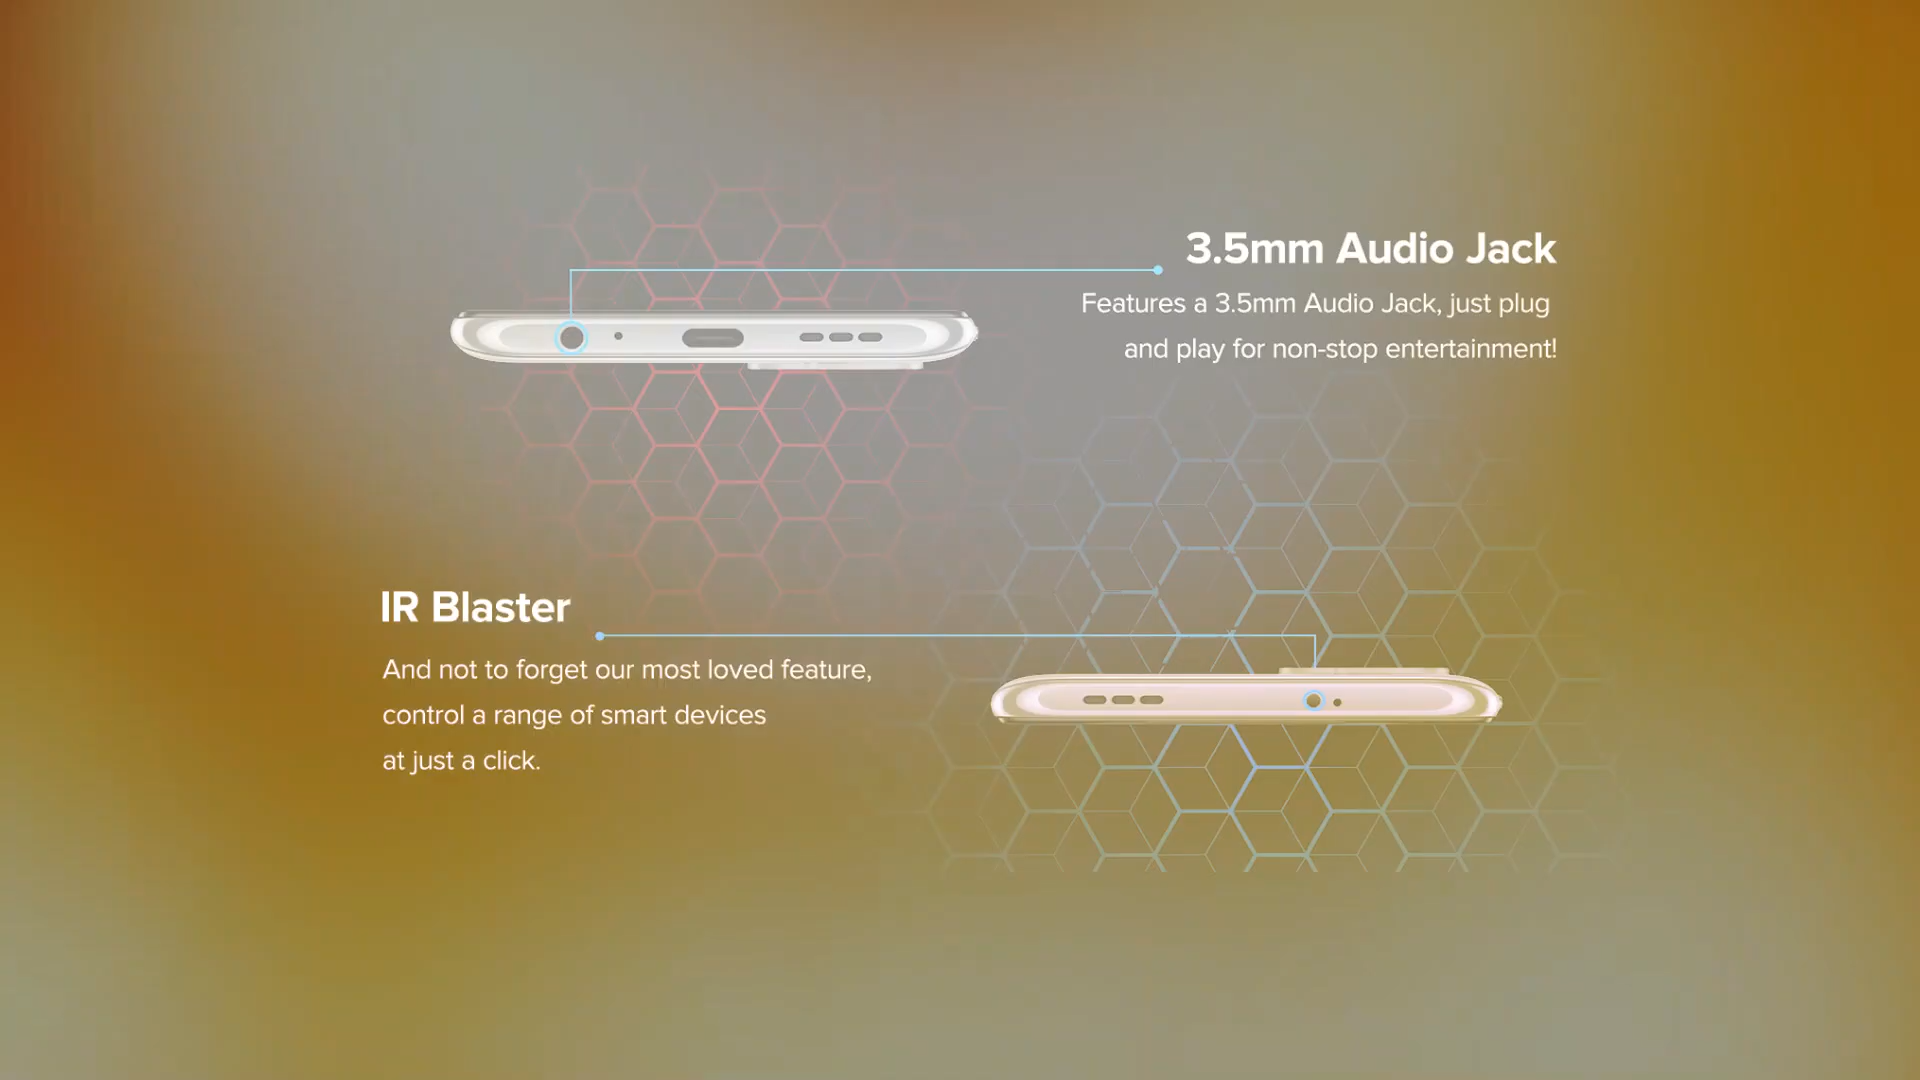 3.5mm Audio Jack
Features a 3.5mm Audio Jack, just plug
and play for non-stop entertainment!
IR Blaster
And not to forget our most loved feature,
control a range of smart devices
at just a click.